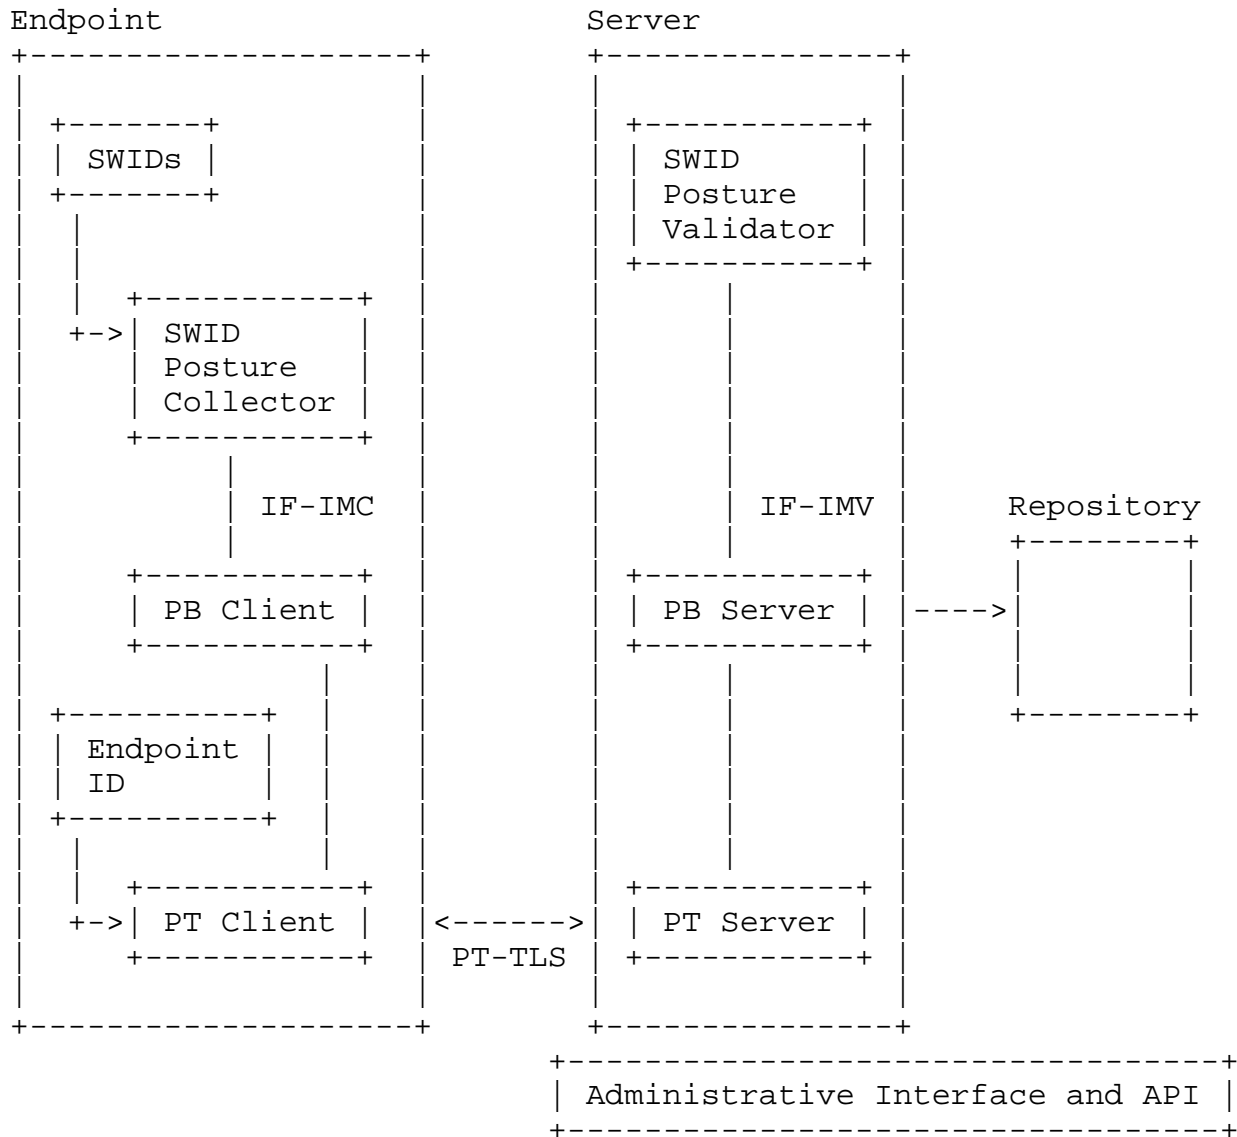 Endpoint Server
SWIDs SWID
Posture
Validator
SWID
Posture
Collector
IF-IMC IF-IMV Repository
PB Client PB Server
Endpoint
ID
PT Client PT Server
PT-TLS
Administrative Interface and API